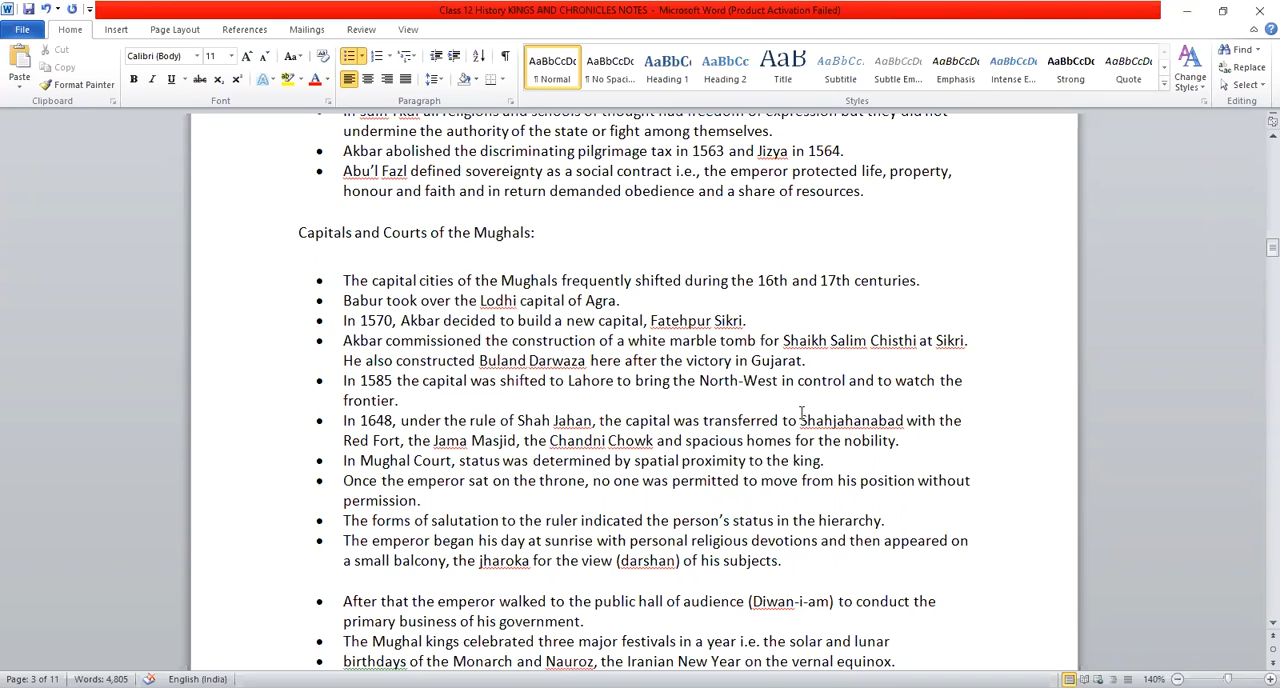 Class 12 History KINGS AND CHRONICLES NOTES - Microsoft Word (Product Activation Failed)
File Home Insert Page Layout References Mailings Review View
Cut
Copy
Format Painter
Paste
Clipboard
Calibri (Body) 11
Font
Paragraph
AaBbCcDc AaBbCcDc AaBbCc AaBbCc AaB AaBbCc. AaBbCcDc AaBbCcDc AaBbCcDc AaBbCcDc AaBbCcDc
¶ Normal ¶ No Spaci... Heading 1 Heading 2 Title Subtitle Subtle Em... Emphasis Intense E... Strong Quote
Change Styles
Styles
Find
Replace
Select
Editing
undermine the authority of the state or fight among themselves.
• Akbar abolished the discriminating pilgrimage tax in 1563 and Jizya in 1564.
• Abu’l Fazl defined sovereignty as a social contract i.e., the emperor protected life, property,
honour and faith and in return demanded obedience and a share of resources.
Capitals and Courts of the Mughals:
• The capital cities of the Mughals frequently shifted during the 16th and 17th centuries.
• Babur took over the Lodhi capital of Agra.
• In 1570, Akbar decided to build a new capital, Fatehpur Sikri.
• Akbar commissioned the construction of a white marble tomb for Shaikh Salim Chisthi at Sikri.
He also constructed Buland Darwaza here after the victory in Gujarat.
• In 1585 the capital was shifted to Lahore to bring the North-West in control and to watch the
frontier.
• In 1648, under the rule of Shah Jahan, the capital was transferred to Shahjahanabad with the
Red Fort, the Jama Masjid, the Chandni Chowk and spacious homes for the nobility.
• In Mughal Court, status was determined by spatial proximity to the king.
• Once the emperor sat on the throne, no one was permitted to move from his position without
permission.
• The forms of salutation to the ruler indicated the person’s status in the hierarchy.
• The emperor began his day at sunrise with personal religious devotions and then appeared on
a small balcony, the jharoka for the view (darshan) of his subjects.
• After that the emperor walked to the public hall of audience (Diwan-i-am) to conduct the
primary business of his government.
• The Mughal kings celebrated three major festivals in a year i.e. the solar and lunar
• birthdays of the Monarch and Nauroz, the Iranian New Year on the vernal equinox.
Page: 3 of 11 Words: 4,805 English (India) 140%